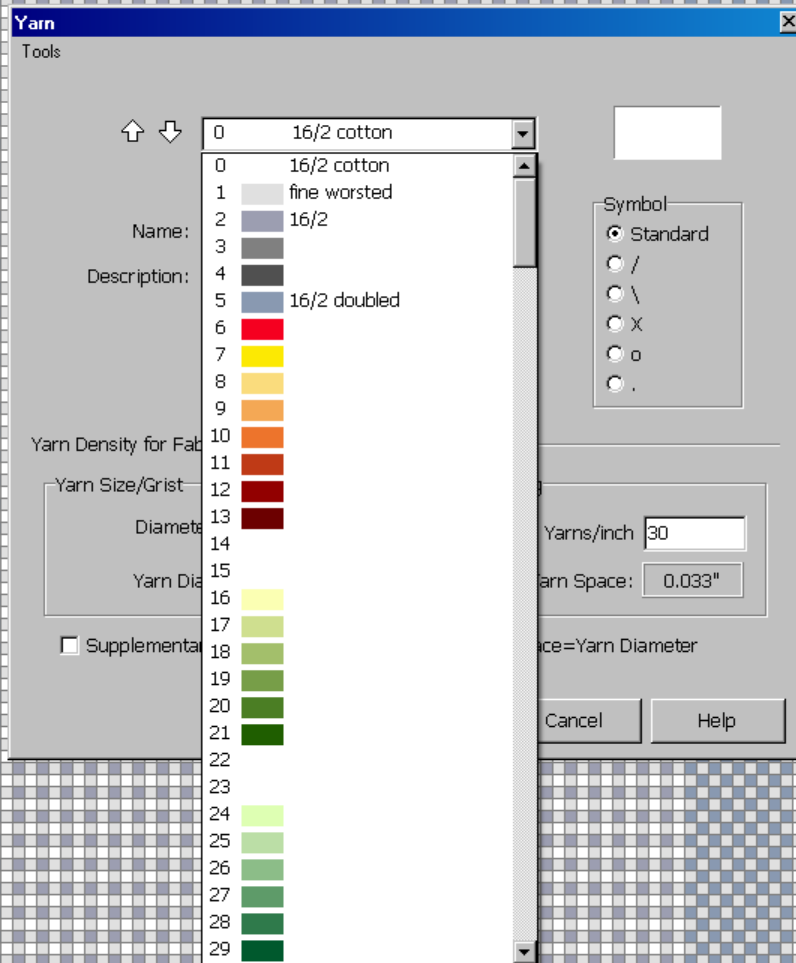 Yarn
Tools
0 16/2 cotton
0 16/2 cotton
1 fine worsted
2 16/2
3
4
5 16/2 doubled
6
7
8
9
10
11
12
13
14
15
16
17
18
19
20
21
22
23
24
25
26
27
28
29
Name:
Description:
Symbol
Standard
/
\
X
o
.
Yarn Density for Fab
Yarn Size/Grist
Diamete
Yarn Dia
Yarns/inch 30
arn Space: 0.033"
Supplementa
ce=Yarn Diameter
Cancel
Help